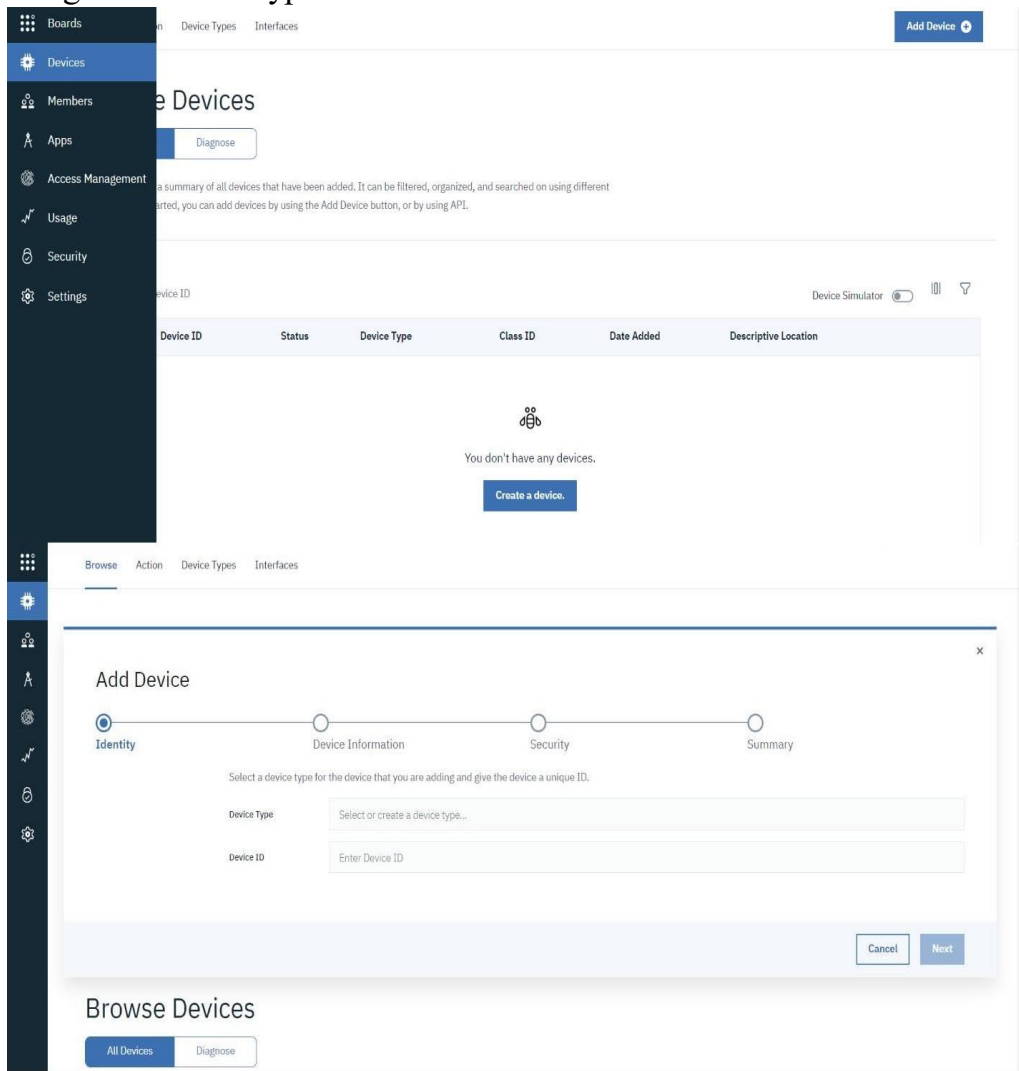 Boards
Device Types Interfaces
Add Device
Devices
Members
e Devices
Apps
Diagnose
Access Management
a summary of all devices that have been added. It can be filtered, organized, and searched on using different
arted, you can add devices by using the Add Device button, or by using API.
Usage
Security
Settings
evice ID
Device Simulator
Device ID Status Device Type Class ID Date Added Descriptive Location
You don't have any devices.
Create a device.
Browse Action Device Types Interfaces
x
Add Device
Identity Device Information Security Summary
Select a device type for the device that you are adding and give the device a unique ID.
Device Type Select or create a device type...
Device ID Enter Device ID
Cancel Next
Browse Devices
All Devices Diagnose